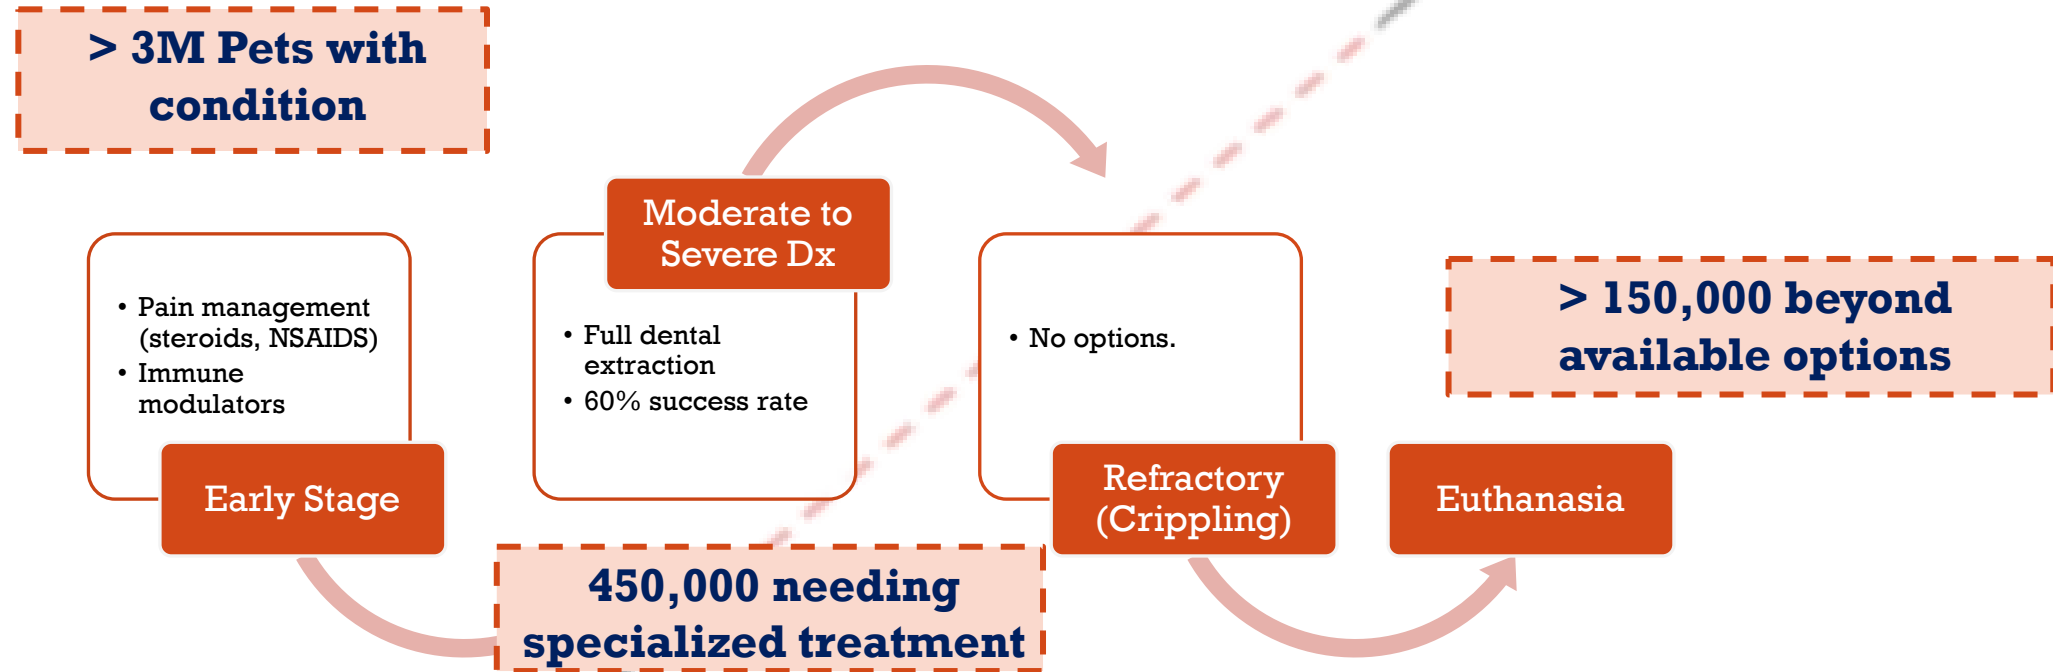 > 3M Pets with
condition
• Pain management
(steroids, NSAIDS)
• Immune
modulators
Early Stage
Moderate to
Severe Dx
• Full dental
extraction
• 60% success rate
450,000 needing
specialized treatment
• No options.
Refractory
(Crippling)
Euthanasia
> 150,000 beyond
available options